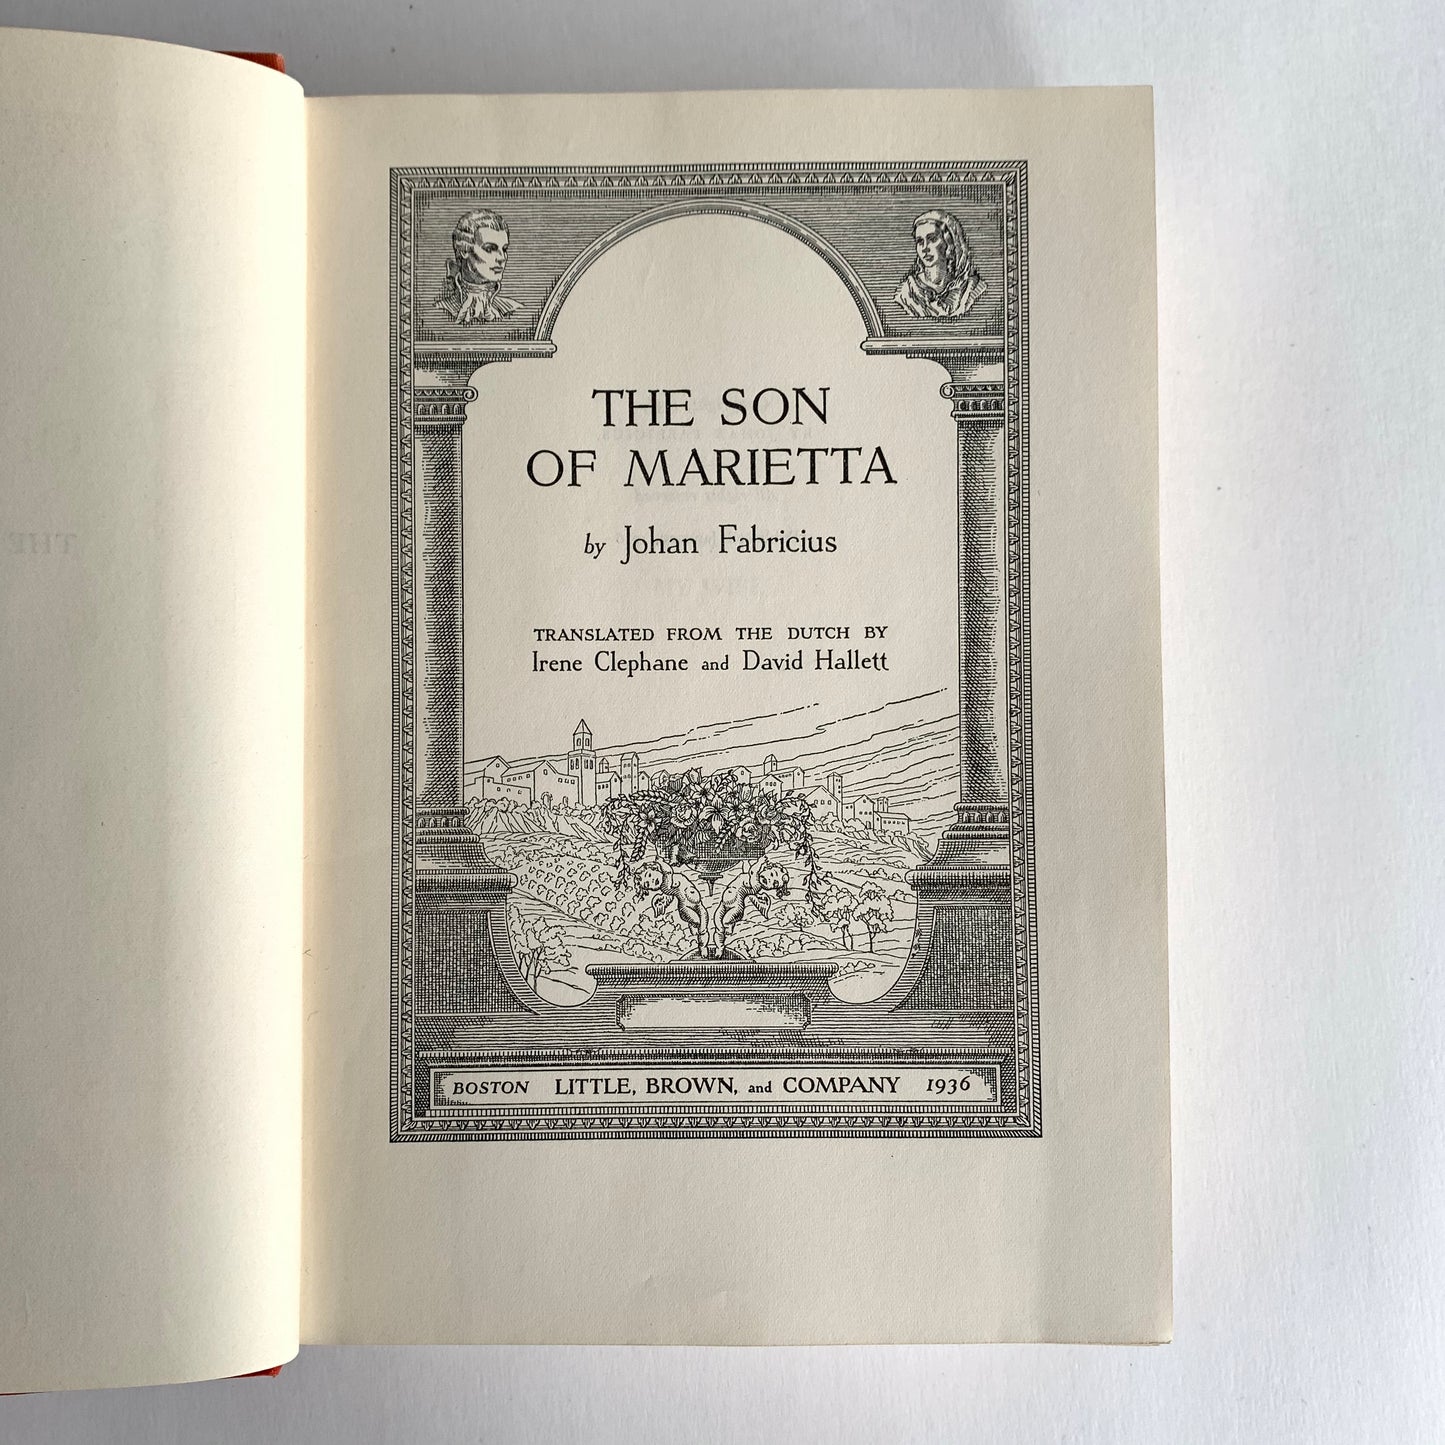 THE SON
OF MARIETTA
by Johan Fabricius
TRANSLATED FROM THE DUTCH BY
Irene Clephane and David Hallett
BOSTON LITTLE, BROWN, and COMPANY 1936